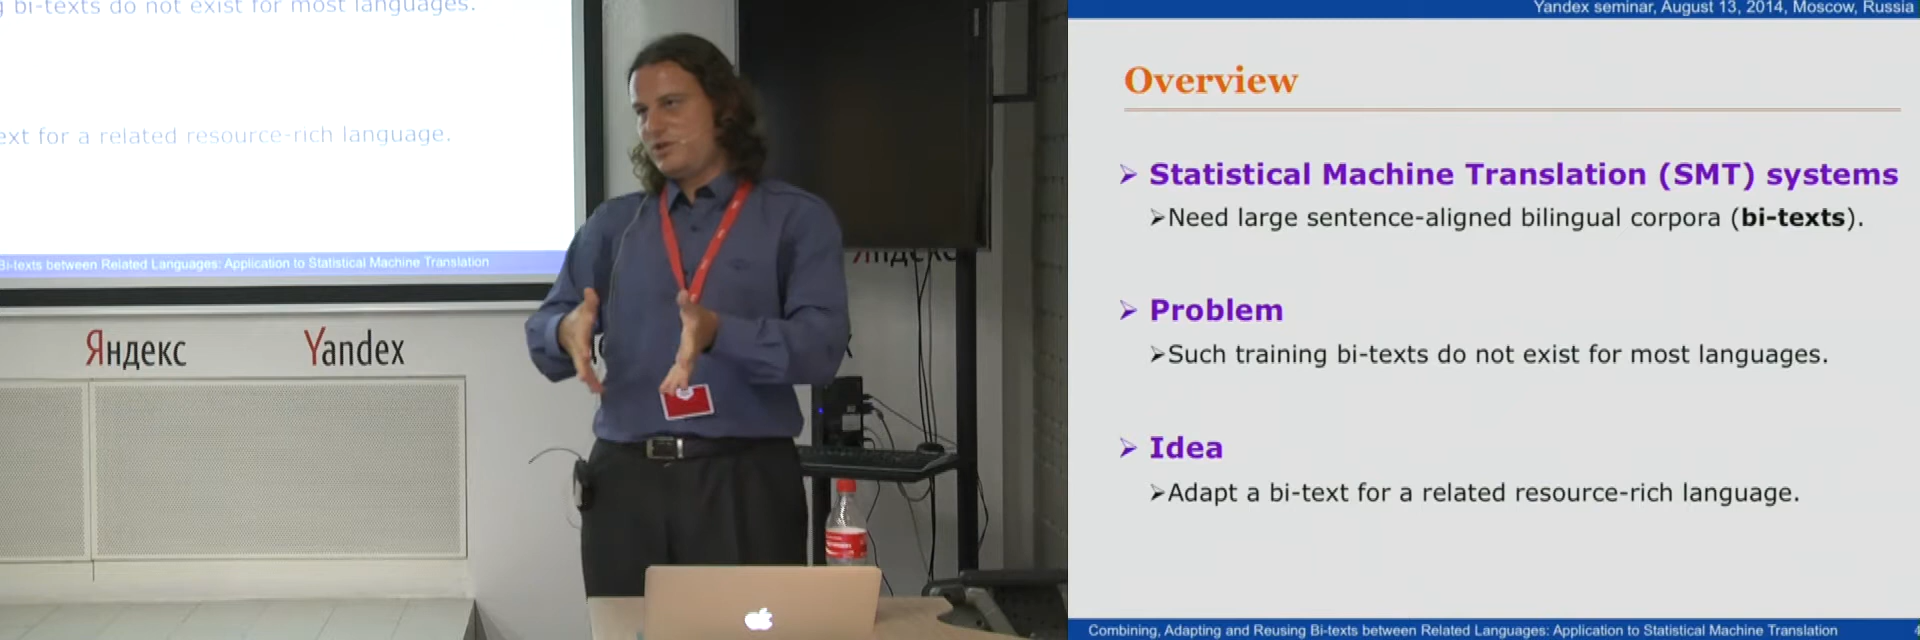 bi-texts do not exist for most languages.
ext for a related resource-rich language.
Bi-texts between Related Languages: Application to Statistical Machine Translation
Яндекс
Yandex
Яндекс
Yandex seminar, August 13, 2014, Moscow, Russia
Overview
Statistical Machine Translation (SMT) systems
Need large sentence-aligned bilingual corpora (bi-texts).
Problem
Such training bi-texts do not exist for most languages.
Idea
Adapt a bi-text for a related resource-rich language.
Combining, Adapting and Reusing Bi-texts between Related Languages: Application to Statistical Machine Translation